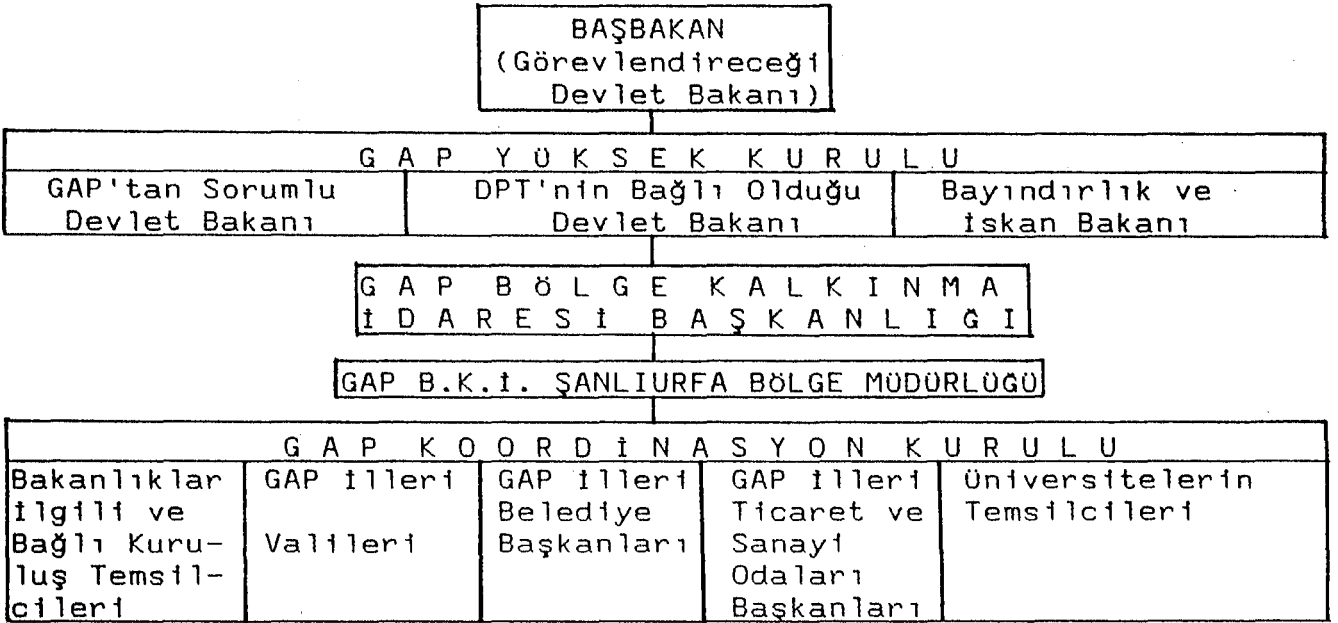 BAŞBAKAN
(Görevlendireceği
Devlet Bakanı)
G A P Y Ü K S E K K U R U L U
GAP'tan Sorumlu
Devlet Bakanı
DPT'nin Bağlı Olduğu
Devlet Bakanı
Bayındırlık ve
İskan Bakanı
G A P B Ö L G E K A L K I N M A
İ D A R E S İ B A Ş K A N L I Ğ I
GAP B.K.İ. ŞANLIURFA BÖLGE MÜDÜRLÜĞÜ
G A P K O O R D İ N A S Y O N K U R U L U
Bakanlıklar
İlgili ve
Bağlı Kuru-
luş Temsil-
cileri
GAP İlleri
Valileri
GAP İlleri
Belediye
Başkanları
GAP İlleri
Ticaret ve
Sanayi
Odaları
Başkanları
Üniversitelerin
Temsilcileri